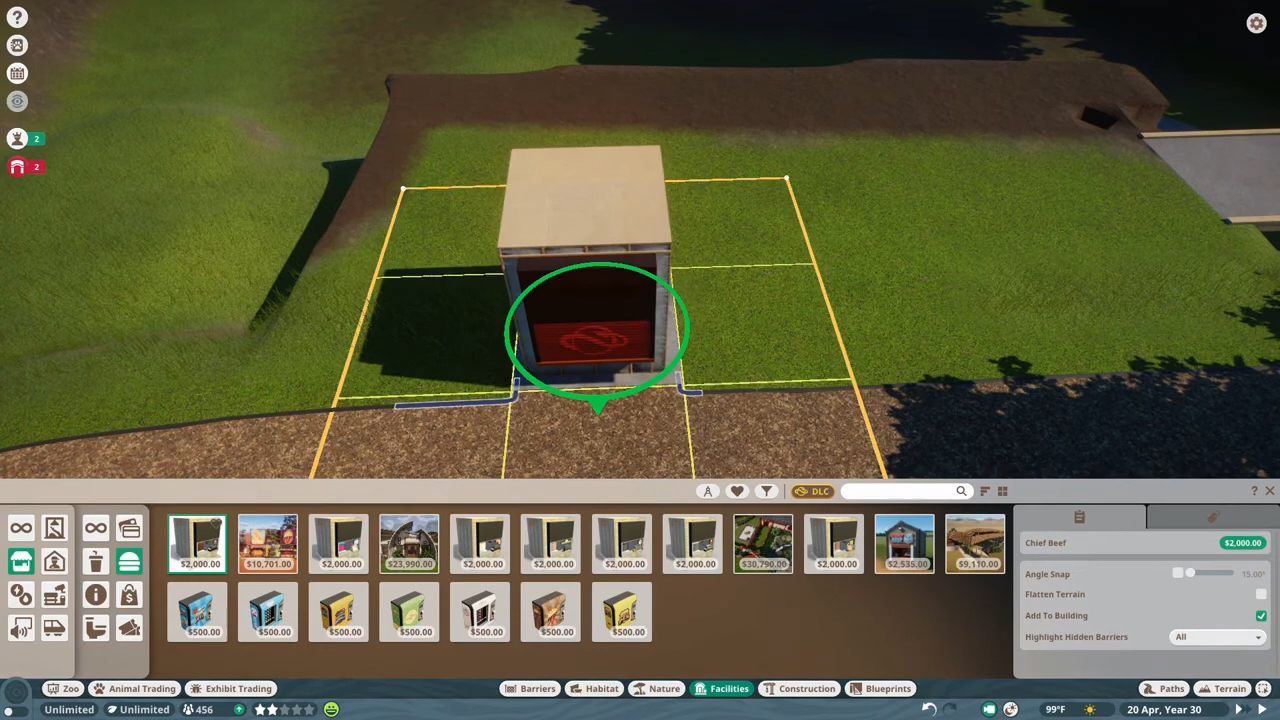 ?
2
2
DLC
? ×
$2,000.00 $10,701.00 $2,000.00 $23,990.00 $2,000.00 $2,000.00 $2,000.00 $2,000.00 $30,790.00 $2,000.00 $2,535.00 $9,110.00
$500.00 $500.00 $500.00 $500.00 $500.00 $500.00 $500.00
Chief Beef $2,000.00
Angle Snap 15.00°
Flatten Terrain
Add To Building
Highlight Hidden Barriers All
Zoo Animal Trading Exhibit Trading Barriers Habitat Nature Facilities Construction Blueprints Paths Terrain
Unlimited Unlimited 456 99°F 20 Apr, Year 30